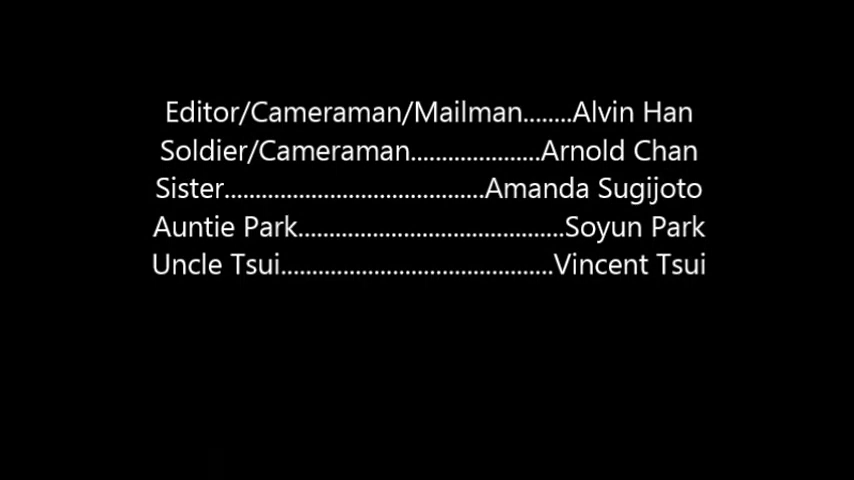 Editor/Cameraman/Mailman........Alvin Han
Soldier/Cameraman.....................Arnold Chan
Sister..........................................Amanda Sugijoto
Auntie Park...........................................Soyun Park
Uncle Tsui............................................Vincent Tsui